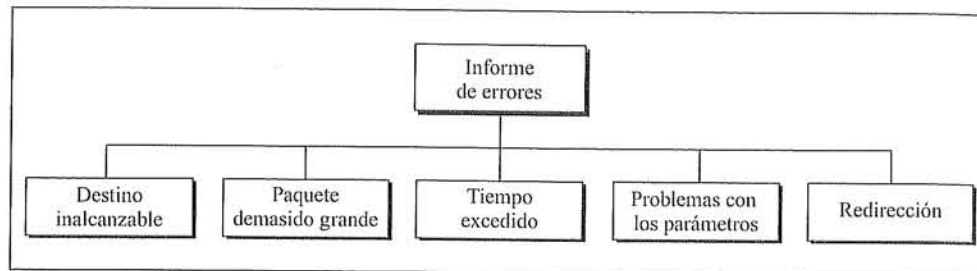 Informe
de errores
Destino
inalcanzable
Paquete
demasido grande
Tiempo
excedido
Problemas con
los parámetros
Redirección